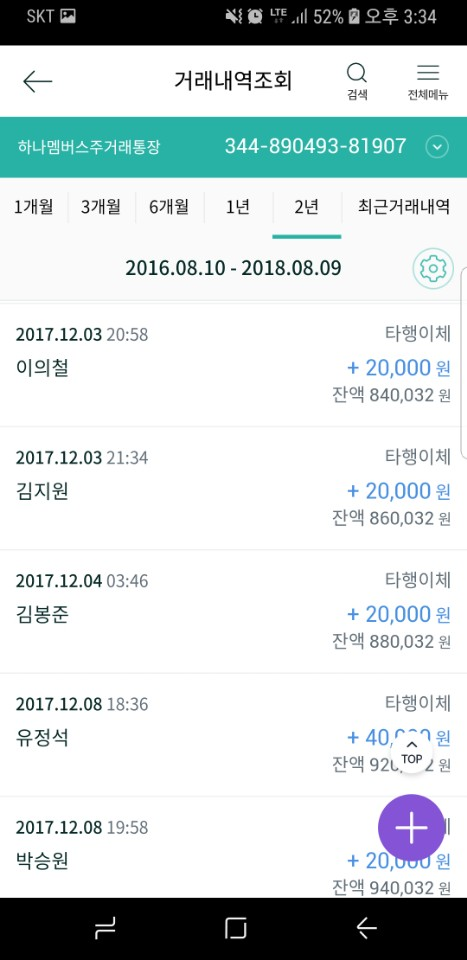 SKT LTE 52% 오후 3:34
거래내역조회
검색 전체메뉴
하나멤버스주거래통장 344-890493-81907
1개월 3개월 6개월 1년 2년 최근거래내역
2016.08.10 - 2018.08.09
2017.12.03 20:58 타행이체
이의철 + 20,000 원
잔액 840,032 원
2017.12.03 21:34 타행이체
김지원 + 20,000 원
잔액 860,032 원
2017.12.04 03:46 타행이체
김봉준 + 20,000 원
잔액 880,032 원
2017.12.08 18:36 타행이체
유정석 원
TOP
잔액 원
2017.12.08 19:58
박승원 + 20,000 원
잔액 940,032 원